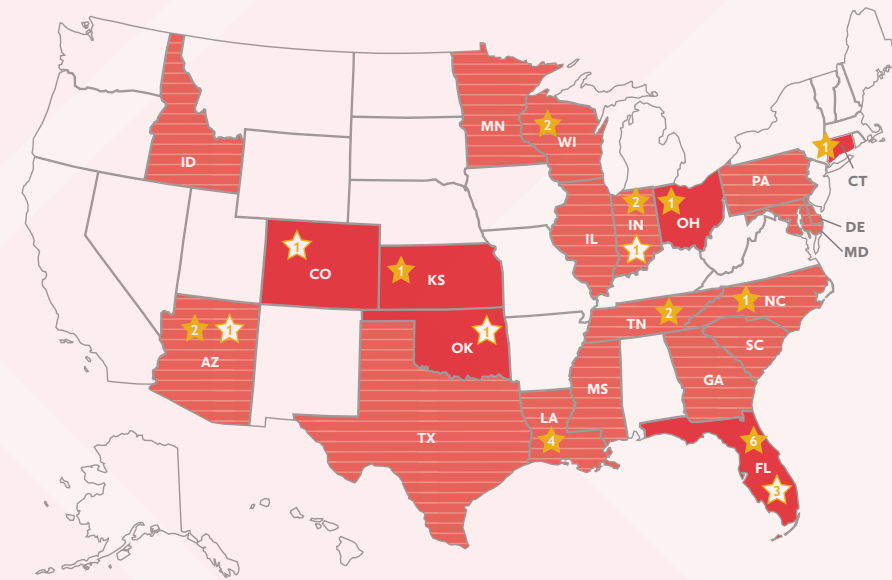 MN
2
WI
1
CT
ID
PA
2
1
IN
OH
IL
1
DE
MD
1
CO
1
KS
1
NC
2
TN
2
1
AZ
1
OK
SC
GA
MS
LA
4
TX
6
FL
3